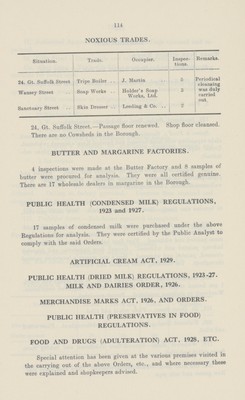 114
NOXIOUS TRADES.
Situation. Trade. Occupier. Inspections. Remarks.
24, Gt. Suffolk Street Tripe Boiler ... J. Martin 5 Periodical cleansing was duly carried out.
Wansey Street Soap Works ... Holder's Soap Works, Ltd. 5
Sanctuary Street Skin Dresser ... & Co. ... 2
24, Gt. Suffolk Street.—Passage floor renewed. Shop floor cleansed.
There are no Cowsheds in the Borough.
BUTTER AND MARGARINE FACTORIES.
4 inspections were made at the Butter Factory and 8 samples of
butter were procured for analysis. They were all certified genuine.
There are 17 wholesale dealers in margarine in the Borough.
PUBLIC HEALTH (CONDENSED MILK) REGULATIONS,
1923 and 1927.
17 samples of condensed milk were purchased under the above
Regulations for analysis. They were certified by the Public Analyst to
comply with the said Orders.
ARTIFICIAL CREAM ACT, 1929.
PUBLIC HEALTH (DRIED MILK) REGULATIONS, 1923-27.
MILK AND DAIRIES ORDER, 1926.
MERCHANDISE MARKS ACT, 1926, AND ORDERS.
PUBLIC HEALTH (PRESERVATIVES IN FOOD)
REGULATIONS.
FOOD AND DRUGS (ADULTERATION) ACT, 1928, ETC.
Special attention has been given at the various premises visited in
the carrying out of the above Orders, etc., and where necessary these
were explained and shopkeepers advised.